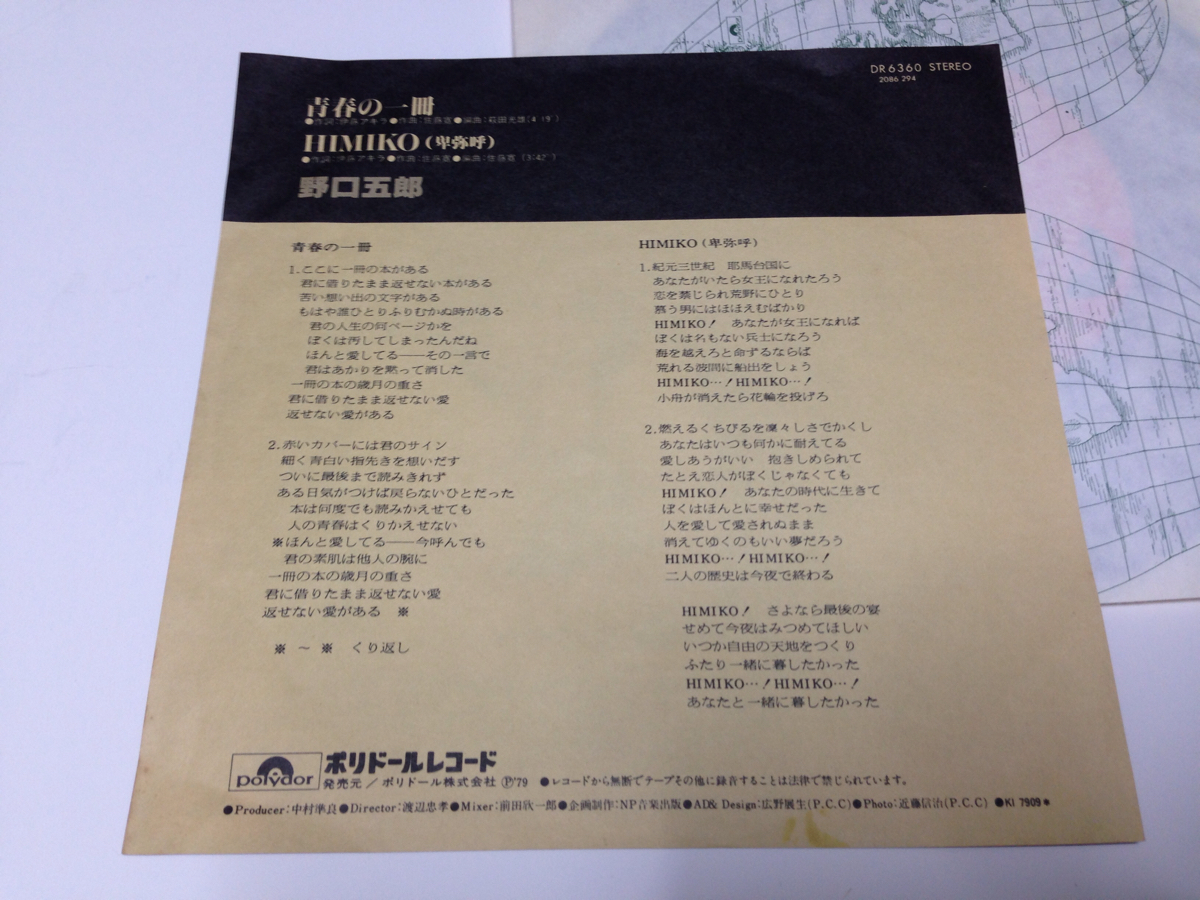 DR6360 STEREO
2086 294
青春の一冊
●作詞:伊藤アキラ●作曲:佐藤寛●編曲:萩田光雄(4'19")
HIMIKO(卑弥呼)
●作詞:伊藤アキラ●作曲:佐藤寛●編曲:佐藤寛(3:42")
野口五郎
青春の一冊
1.ここに一冊の本がある
君に借りたまま返せない本がある
苦い想い出の文字がある
もはや誰ひとりふりむかぬ時がある
君の人生の何ページかを
ぼくは汚してしまったんだね
ほんと愛してる――その一言で
君はあかりを黙って消した
一冊の本の歳月の重さ
君に借りたまま返せない愛
返せない愛がある
2.赤いカバーには君のサイン
細く青白い指先きを想いだす
ついに最後まで読みきれず
ある日気がつけば戻らないひとだった
本は何度でも読みかえせても
人の青春はくりかえせない
※ほんと愛してる――今呼んでも
君の素肌は他人の腕に
一冊の本の歳月の重さ
君に借りたまま返せない愛
返せない愛がある ※
※ ~ ※ くり返し
HIMIKO(卑弥呼)
1.紀元三世紀 耶馬台国に
あなたがいたら女王になれたろう
恋を禁じられ荒野にひとり
慕う男にはほほえむばかり
HIMIKO! あなたが女王になれば
ぼくは名もない兵士になろう
海を越えろと命ずるならば
荒れる波間に船出をしよう
HIMIKO…!HIMIKO…!
小舟が消えたら花輪を投げろ
2.燃えるくちびるを凜々しさでかくし
あなたはいつも何かに耐えてる
愛しあうがいい 抱きしめられて
たとえ恋人がぼくじゃなくても
HIMIKO! あなたの時代に生きて
ぼくはほんとに幸せだった
人を愛して愛されぬまま
消えてゆくのもいい夢だろう
HIMIKO…!HIMIKO…!
二人の歴史は今夜で終わる
HIMIKO! さよなら最後の宴
せめて今夜はみつめてほしい
いつか自由の天地をつくり
ふたり一緒に暮したかった
HIMIKO…!HIMIKO…!
あなたと一緒に暮したかった
polydor
ポリドールレコード
発売元/ポリドール株式会社 Ⓟ'79 ●レコードから無断でテープその他に録音することは法律で禁じられています。
●Producer:中村準良●Director:渡辺忠孝●Mixer:前田欣一郎●企画制作:NP音楽出版●AD& Design:広野展生(P.C.C)●Photo:近藤信治(P.C.C) ●KI 7909*